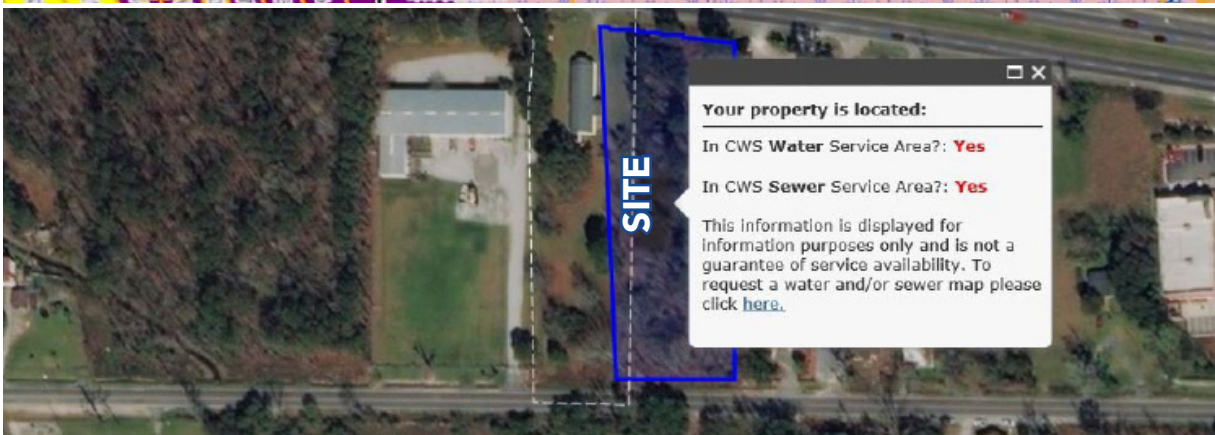 SITE
Your property is located:
In CWS Water Service Area?: Yes
In CWS Sewer Service Area?: Yes
This information is displayed for
information purposes only and is not a
guarantee of service availability. To
request a water and/or sewer map please
click here.